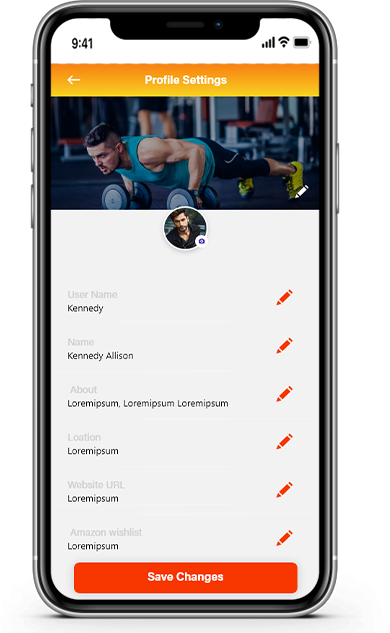 9:41
Profile Settings
User Name
Kennedy
Name
Kennedy Allison
About
Loremipsum, Loremipsum Loremipsum
Loation
Loremipsum
Website URL
Loremipsum
Amazon wishlist
Loremipsum
Save Changes